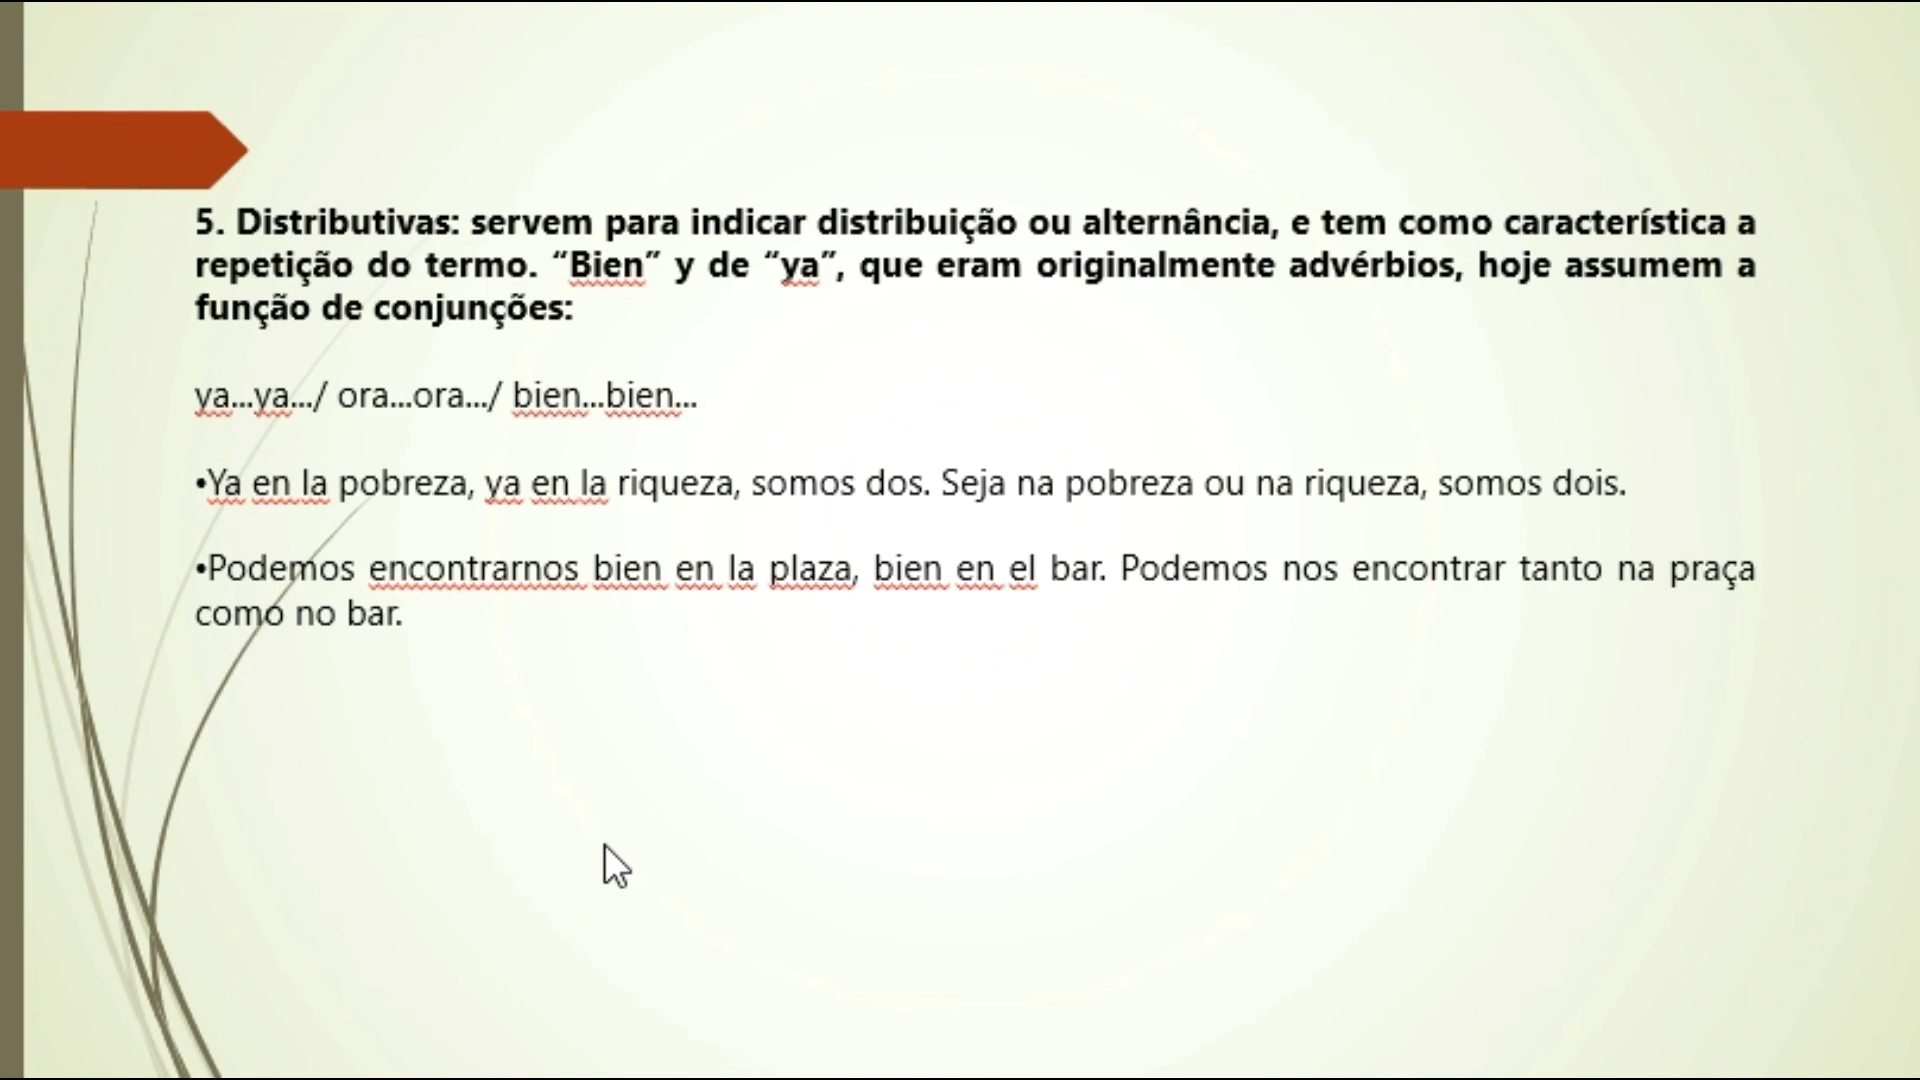 5. Distributivas: servem para indicar distribuição ou alternância, e tem como característica a
repetição do termo. “Bien” y de “ya”, que eram originalmente advérbios, hoje assumem a
função de conjunções:
ya...ya.../ ora...ora.../ bien...bien...
•Ya en la pobreza, ya en la riqueza, somos dos. Seja na pobreza ou na riqueza, somos dois.
•Podemos encontrarnos bien en la plaza, bien en el bar. Podemos nos encontrar tanto na praça
como no bar.